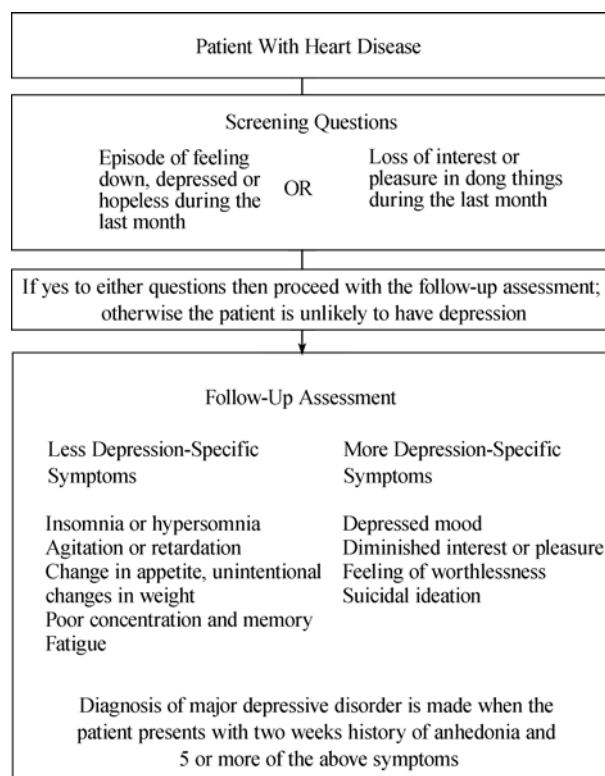 Patient With Heart Disease
Screening Questions
Episode of feeling
down, depressed or
hopeless during the
last month
OR
Loss of interest or
pleasure in dong things
during the last month
If yes to either questions then proceed with the follow-up assessment;
otherwise the patient is unlikely to have depression
Follow-Up Assessment
Less Depression-Specific
Symptoms
Insomnia or hypersomnia
Agitation or retardation
Change in appetite, unintentional
changes in weight
Poor concentration and memory
Fatigue
More Depression-Specific
Symptoms
Depressed mood
Diminished interest or pleasure
Feeling of worthlessness
Suicidal ideation
Diagnosis of major depressive disorder is made when the
patient presents with two weeks history of anhedonia and
5 or more of the above symptoms